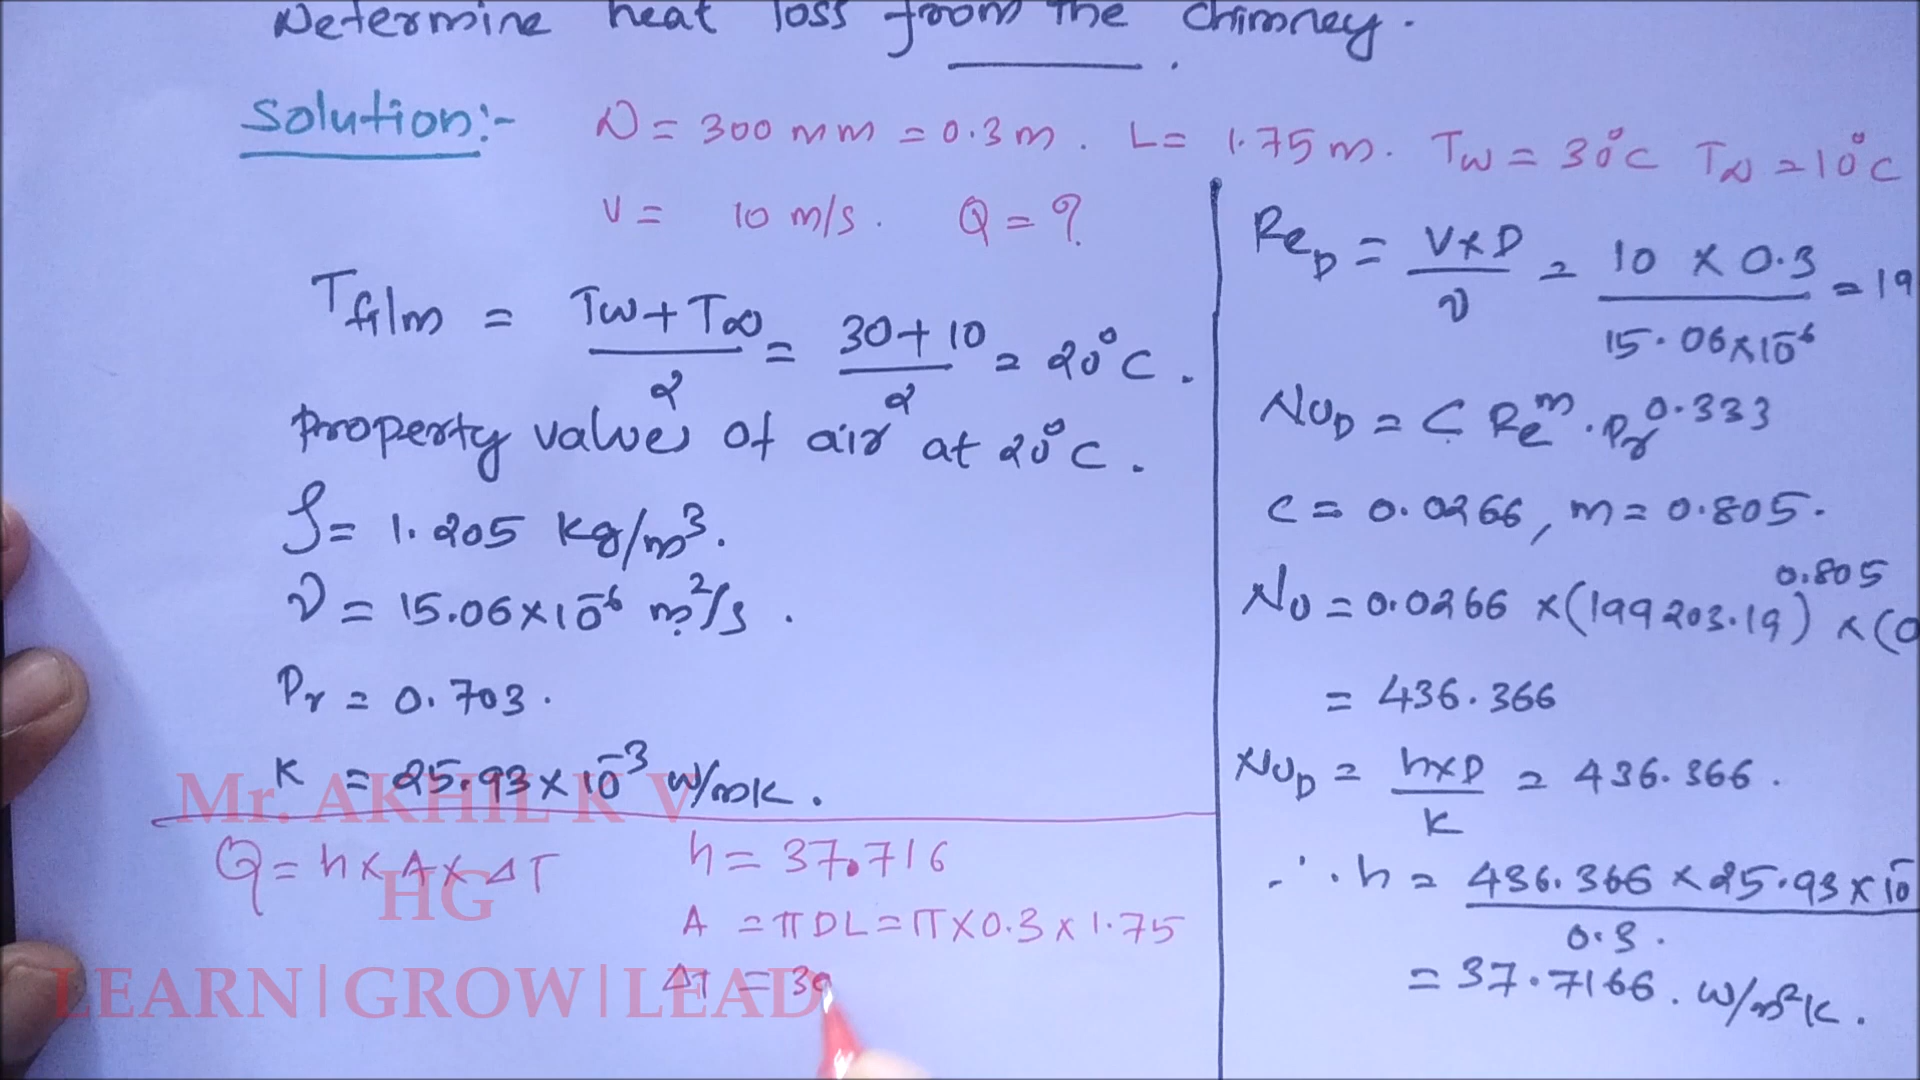 Determine heat loss from the chimney.
Solution:- D = 300 mm = 0.3 m. L = 1.75 m. Tw = 30°C T∞ = 10°C
V = 10 m/s. Q = ?
Tfilm = Tw + T∞ / 2 = 30 + 10 / 2 = 20°C.
Property values of air at 20°C.
ρ = 1.205 kg/m³.
ν = 15.06 × 10⁻⁶ m²/s.
Pr = 0.703.
K = 25.93 × 10⁻³ W/mK.
Q = h × A × ΔT
h = 37.716
A = πDL = π × 0.3 × 1.75
ΔT = 30
ReD = V×D / ν = 10 × 0.3 / 15.06×10⁻⁶ = 19
NuD = C Re^m . Pr^0.333
C = 0.0266, m = 0.805.
Nu = 0.0266 × (199203.19)^0.805 × (0
= 436.366
NuD = h×D / K = 436.366.
∴ h = 436.366 × 25.93 × 10⁻ / 0.3.
= 37.7166. W/m²K.
Mr. AKHIL K V
HG
LEARN|GROW|LEAD